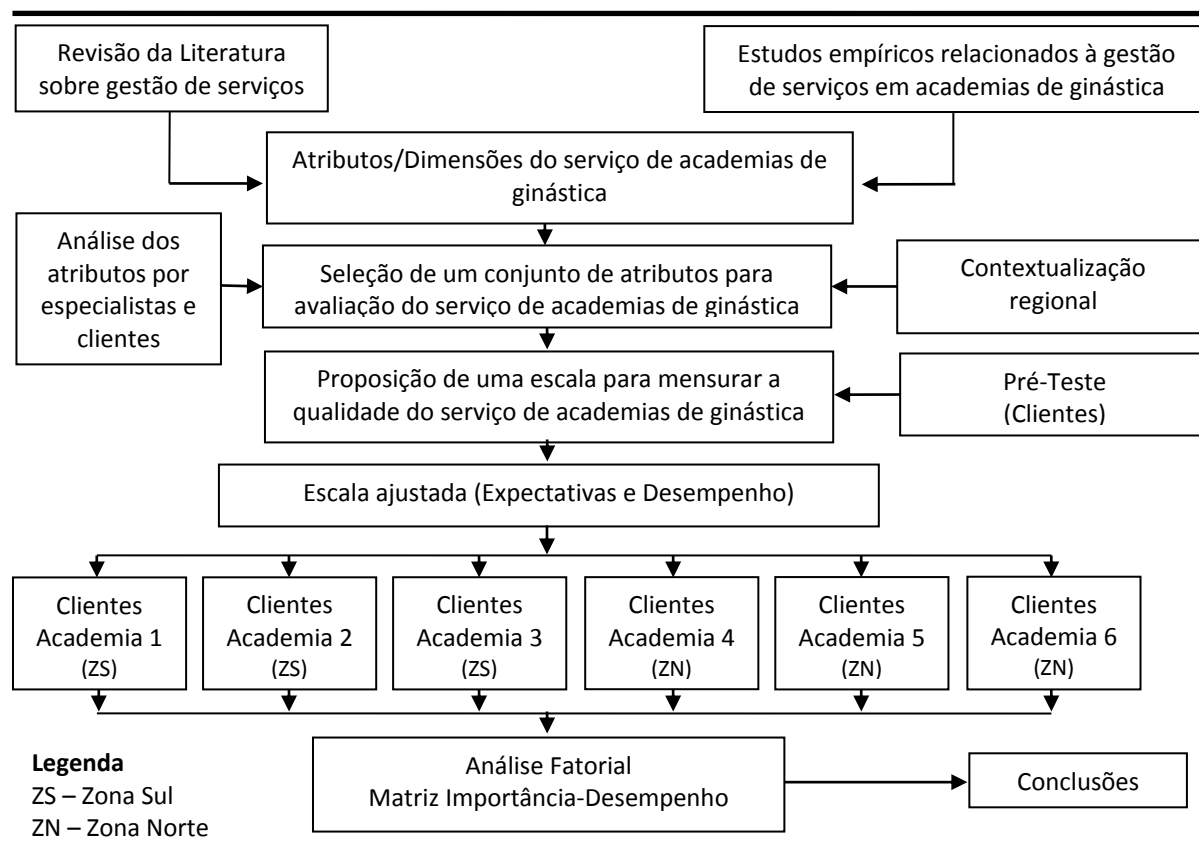 Revisão da Literatura
sobre gestão de serviços
Estudos empíricos relacionados à gestão
de serviços em academias de ginástica
Atributos/Dimensões do serviço de academias de
ginástica
Análise dos
atributos por
especialistas e
clientes
Seleção de um conjunto de atributos para
avaliação do serviço de academias de ginástica
Contextualização
regional
Proposição de uma escala para mensurar a
qualidade do serviço de academias de ginástica
Pré-Teste
(Clientes)
Escala ajustada (Expectativas e Desempenho)
Clientes
Academia 1
(ZS)
Clientes
Academia 2
(ZS)
Clientes
Academia 3
(ZS)
Clientes
Academia 4
(ZN)
Clientes
Academia 5
(ZN)
Clientes
Academia 6
(ZN)
Análise Fatorial
Matriz Importância-Desempenho
Conclusões
Legenda
ZS – Zona Sul
ZN – Zona Norte